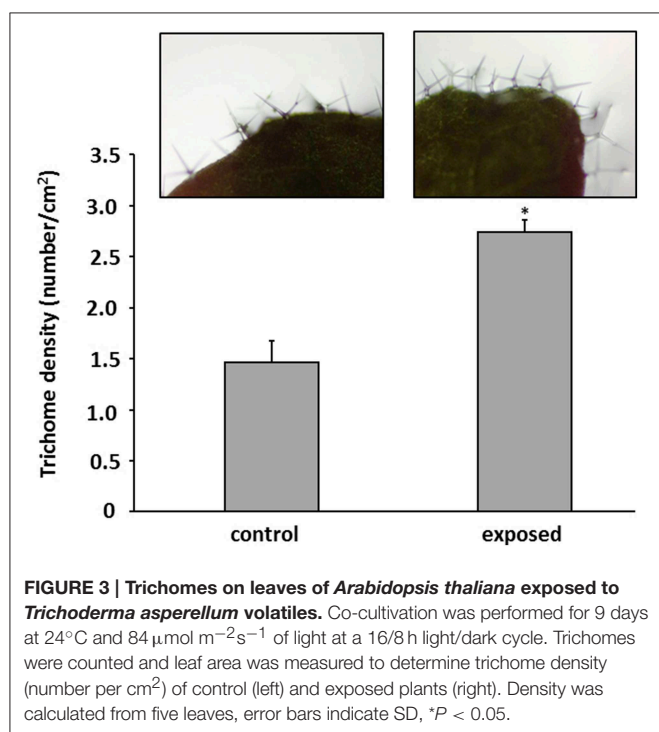 3.5
3.0
2.5
2.0
1.5
1.0
0.5
0
Trichome density (number/cm²)
*
control exposed
FIGURE 3 | Trichomes on leaves of Arabidopsis thaliana exposed to
Trichoderma asperellum volatiles. Co-cultivation was performed for 9 days
at 24°C and 84 μmol m⁻²s⁻¹ of light at a 16/8 h light/dark cycle. Trichomes
were counted and leaf area was measured to determine trichome density
(number per cm²) of control (left) and exposed plants (right). Density was
calculated from five leaves, error bars indicate SD, *P < 0.05.